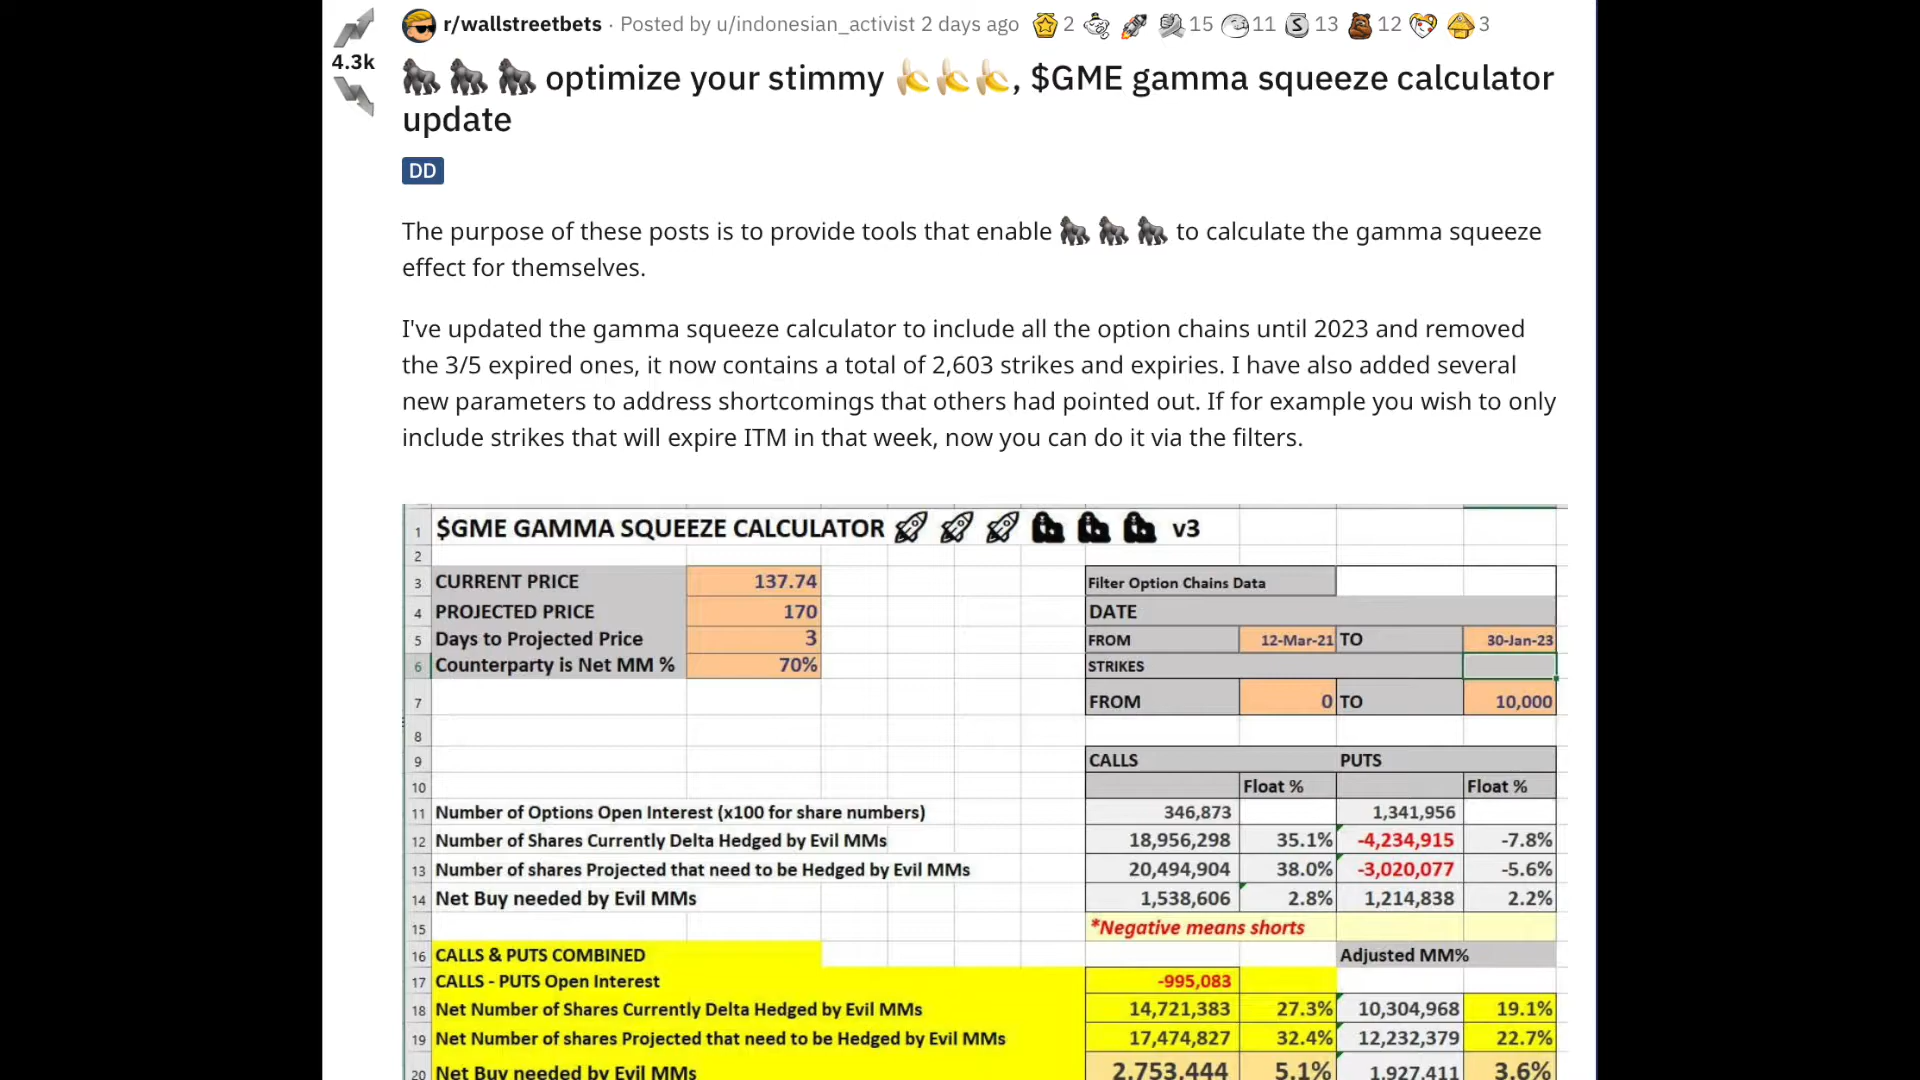 r/wallstreetbets · Posted by u/indonesian_activist 2 days ago 2 15 11 13 12 3
4.3k
🦍 🦍 🦍 optimize your stimmy 🍌🍌🍌, $GME gamma squeeze calculator
update
DD
The purpose of these posts is to provide tools that enable 🦍 🦍 🦍 to calculate the gamma squeeze
effect for themselves.
I've updated the gamma squeeze calculator to include all the option chains until 2023 and removed
the 3/5 expired ones, it now contains a total of 2,603 strikes and expiries. I have also added several
new parameters to address shortcomings that others had pointed out. If for example you wish to only
include strikes that will expire ITM in that week, now you can do it via the filters.
1 $GME GAMMA SQUEEZE CALCULATOR 🚀 🚀 🚀 🦍 🦍 🦍 v3
2
3 CURRENT PRICE 137.74 Filter Option Chains Data
4 PROJECTED PRICE 170 DATE
5 Days to Projected Price 3 FROM 12-Mar-21 TO 30-Jan-23
6 Counterparty is Net MM % 70% STRIKES
7 FROM 0 TO 10,000
8
9 CALLS PUTS
10 Float % Float %
11 Number of Options Open Interest (x100 for share numbers) 346,873 1,341,956
12 Number of Shares Currently Delta Hedged by Evil MMs 18,956,298 35.1% -4,234,915 -7.8%
13 Number of shares Projected that need to be Hedged by Evil MMs 20,494,904 38.0% -3,020,077 -5.6%
14 Net Buy needed by Evil MMs 1,538,606 2.8% 1,214,838 2.2%
15 *Negative means shorts
16 CALLS & PUTS COMBINED Adjusted MM%
17 CALLS - PUTS Open Interest -995,083
18 Net Number of Shares Currently Delta Hedged by Evil MMs 14,721,383 27.3% 10,304,968 19.1%
19 Net Number of shares Projected that need to be Hedged by Evil MMs 17,474,827 32.4% 12,232,379 22.7%
20 Net Buy needed by Evil MMs 2,753,444 5.1% 1,927,411 3.6%